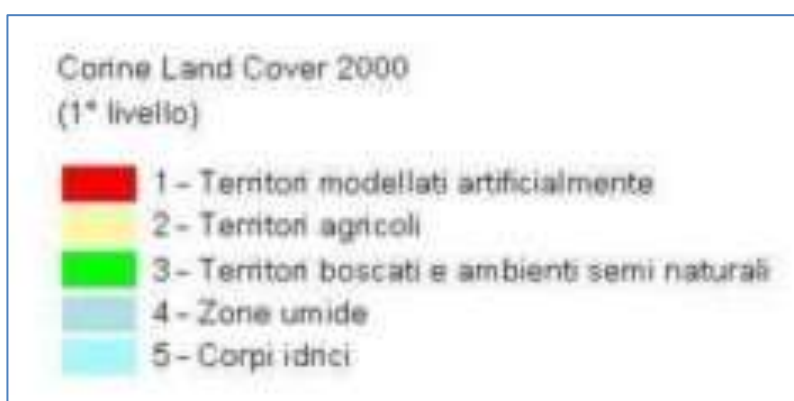 Corine Land Cover 2000
(1° livello)
1 - Territori modellati artificialmente
2 - Territori agricoli
3 - Territori boscati e ambienti semi naturali
4 - Zone umide
5 - Corpi idrici